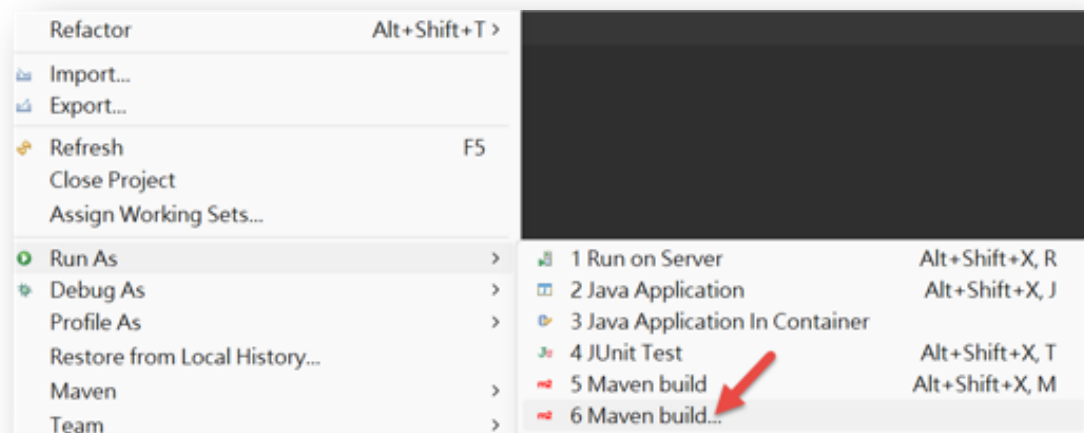 Refactor Alt+Shift+T >
Import...
Export...
Refresh F5
Close Project
Assign Working Sets...
Run As >
Debug As >
Profile As >
Restore from Local History...
Maven >
Team >
1 Run on Server Alt+Shift+X, R
2 Java Application Alt+Shift+X, J
3 Java Application In Container
4 JUnit Test Alt+Shift+X, T
5 Maven build Alt+Shift+X, M
6 Maven build...